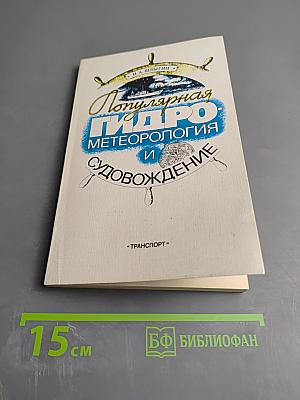 Популярная
ГИДРО
МЕТЕОРОЛОГИЯ
И
СУДОВОЖДЕНИЕ
"ТРАНСПОРТ"
15 см
БФ БИБЛИОФАН